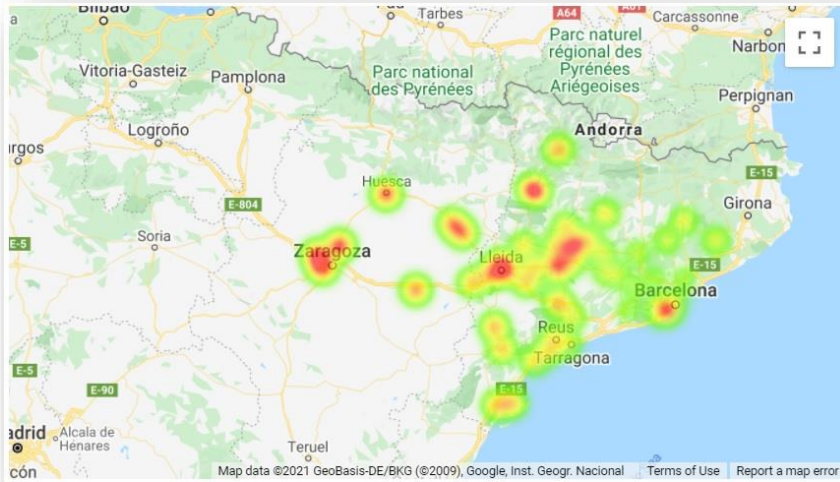 Bilbao
Tarbes
A64
A61
Carcassonne
Parc naturel
régional des
Pyrénées
Ariégeoises
Narbon
Vitoria-Gasteiz
Pamplona
Parc national
des Pyrénées
Perpignan
Logroño
Andorra
urgos
Huesca
E-15
E-804
Girona
E-5
Soria
Zaragoza
Lleida
E-15
Barcelona
Reus
Tarragona
E-5
E-90
E-15
adrid
Alcala de
Henares
Teruel
cón
Map data ©2021 GeoBasis-DE/BKG (©2009), Google, Inst. Geogr. Nacional
Terms of Use
Report a map error